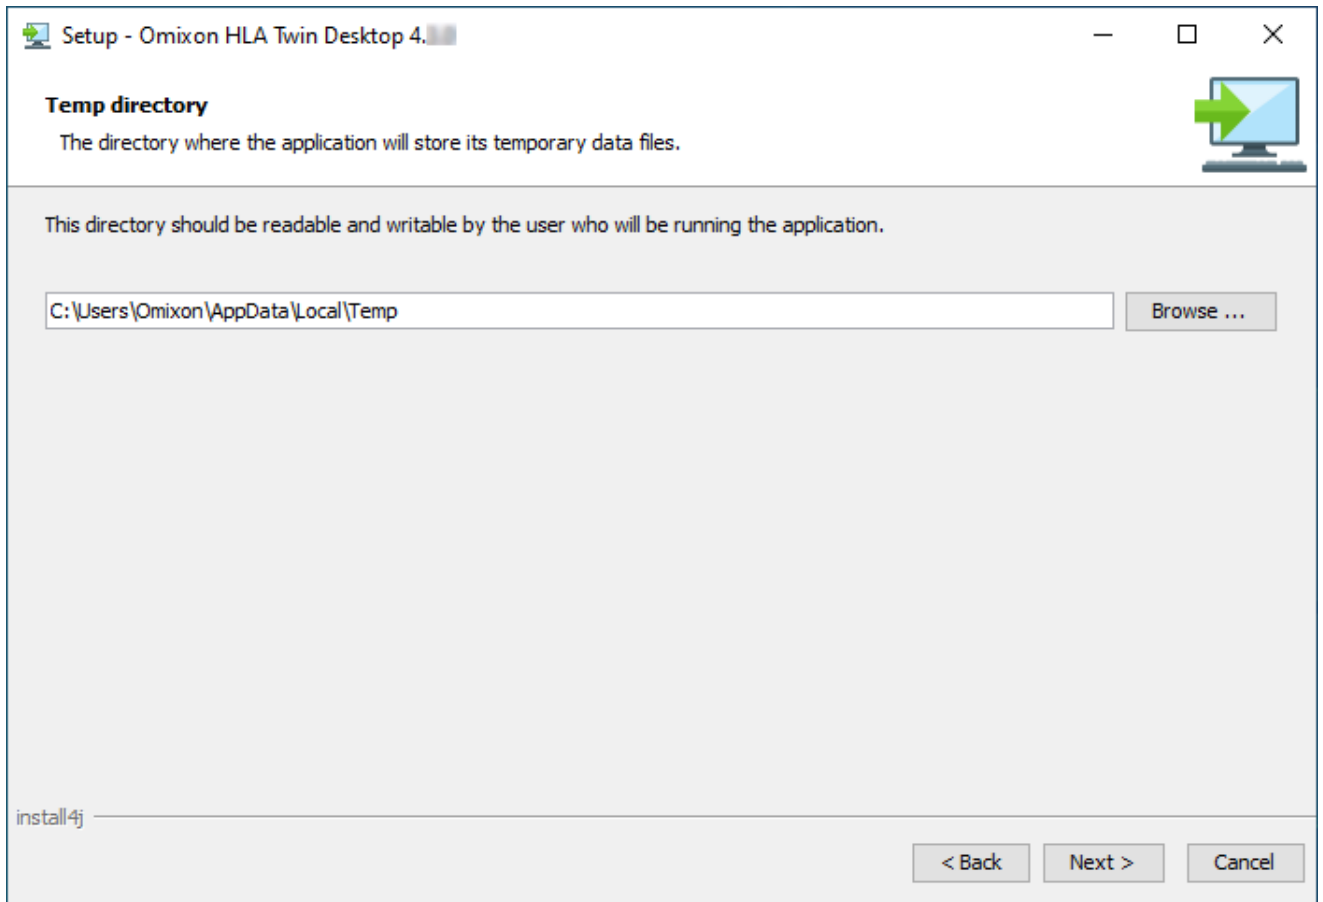 Setup - Omixon HLA Twin Desktop 4.
Temp directory
The directory where the application will store its temporary data files.
This directory should be readable and writable by the user who will be running the application.
C:\Users\Omixon\AppData\Local\Temp
Browse ...
install4j
< Back
Next >
Cancel